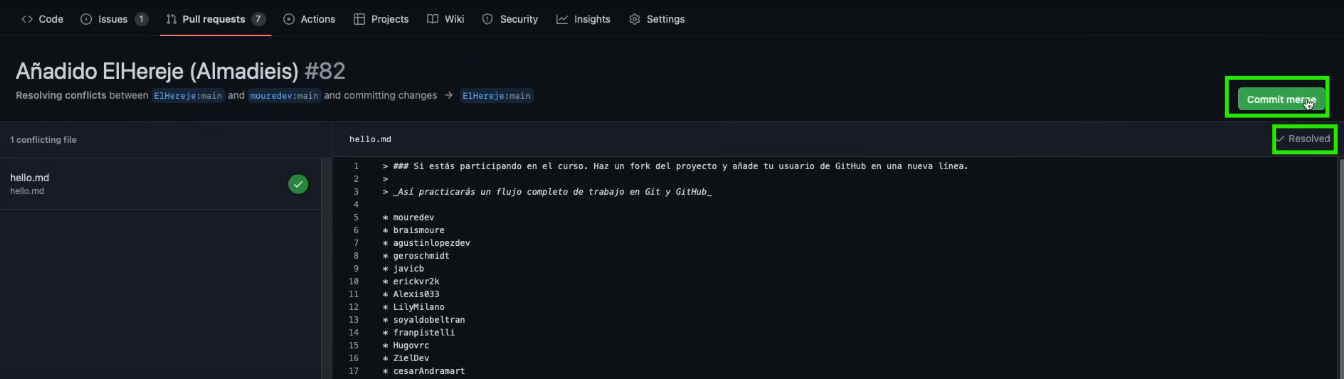 Code Issues 1 Pull requests 7 Actions Projects Wiki Security Insights Settings
Añadido ElHereje (Almadieis) #82
Resolving conflicts between ElHereje:main and mouredev:main and committing changes → ElHereje:main
Commit merge
1 conflicting file
hello.md
Resolved
hello.md
hello.md
1 > ### Si estás participando en el curso. Haz un fork del proyecto y añade tu usuario de GitHub en una nueva línea.
2 >
3 > _Así practicarás un flujo completo de trabajo en Git y GitHub_
4
5 * mouredev
6 * braismoure
7 * agustinlopezdev
8 * geroschmidt
9 * javicb
10 * erickvr2k
11 * Alexis033
12 * LilyMilano
13 * soyaldobeltran
14 * franpistelli
15 * Hugovrc
16 * ZielDev
17 * cesarAndramart